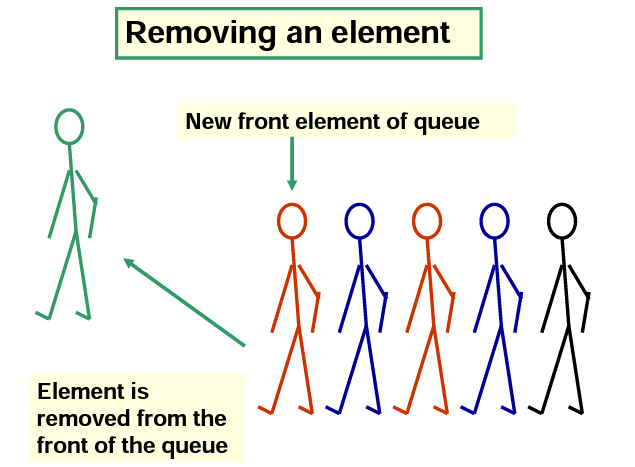 Removing an element
New front element of queue
Element is
removed from the
front of the queue